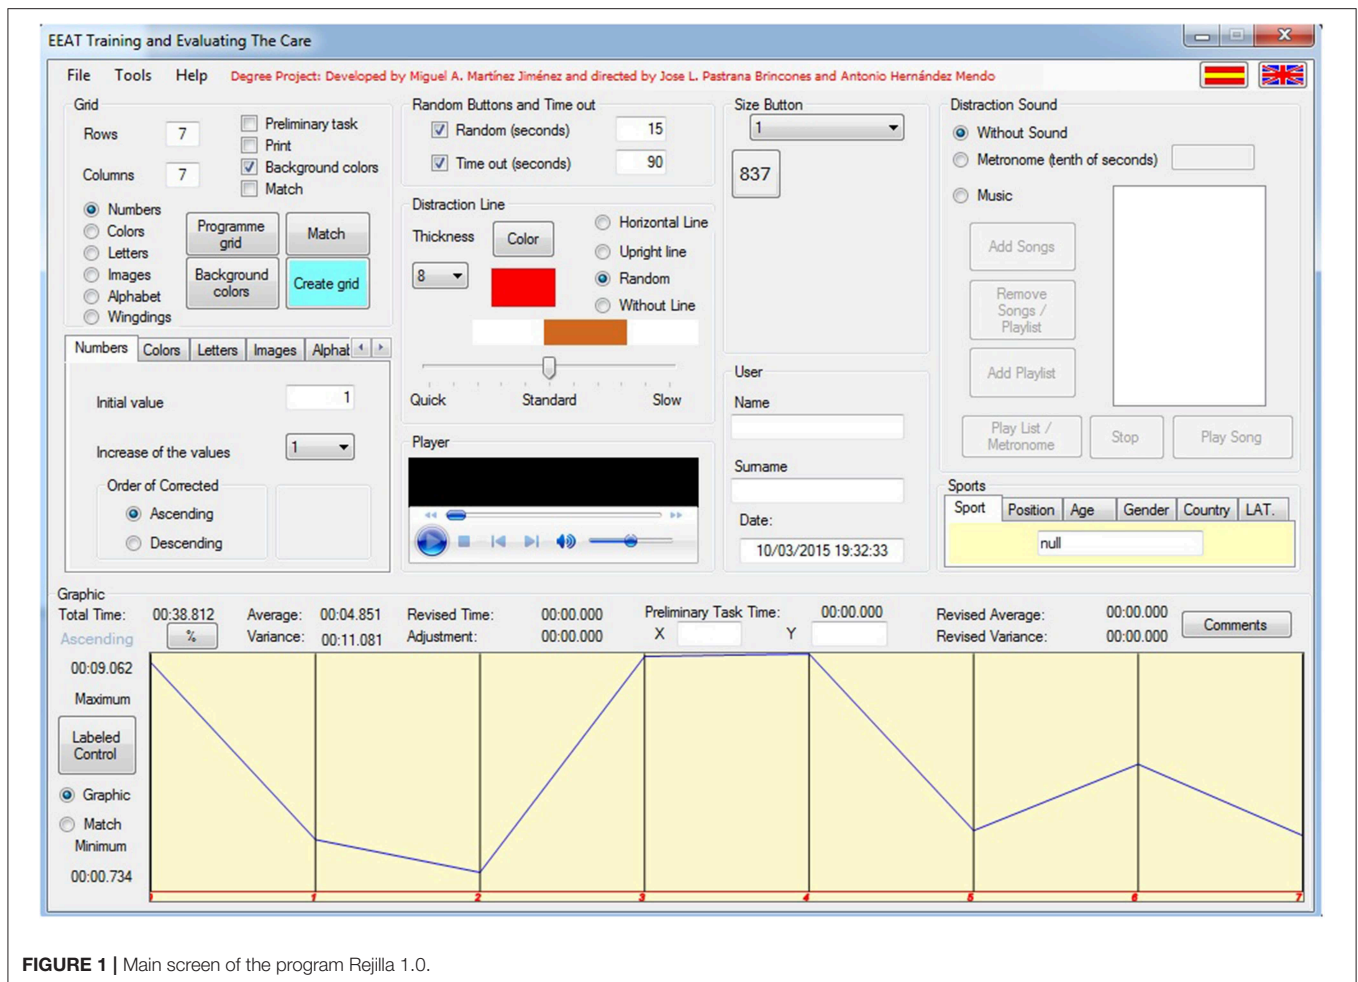 EEAT Training and Evaluating The Care
File Tools Help Degree Project: Developed by Miguel A. Martínez Jiménez and directed by Jose L. Pastrana Brincones and Antonio Hernández Mendo
Grid
Rows 7
Columns 7
Preliminary task
Print
Background colors
Match
Numbers
Colors
Letters
Images
Alphabet
Wingdings
Programme grid
Match
Background colors
Create grid
Numbers Colors Letters Images Alphat
Initial value 1
Increase of the values 1
Order of Corrected
Ascending
Descending
Random Buttons and Time out
Random (seconds) 15
Time out (seconds) 90
Distraction Line
Thickness
8
Color
Horizontal Line
Upright line
Random
Without Line
Quick Standard Slow
Player
Size Button
1
837
User
Name
Surname
Date:
10/03/2015 19:32:33
Distraction Sound
Without Sound
Metronome (tenth of seconds)
Music
Add Songs
Remove Songs / Playlist
Add Playlist
Play List / Metronome
Stop
Play Song
Sports
Sport Position Age Gender Country LAT.
null
Graphic
Total Time: 00:38.812 Average: 00:04.851 Revised Time: 00:00.000 Preliminary Task Time: 00:00.000 Revised Average: 00:00.000
Ascending % Variance: 00:11.081 Adjustment: 00:00.000 X Y Revised Variance: 00:00.000 Comments
00:09.062
Maximum
Labeled Control
Graphic
Match
Minimum
00:00.734
1 2 3 4 5 6 7
FIGURE 1 | Main screen of the program Rejilla 1.0.